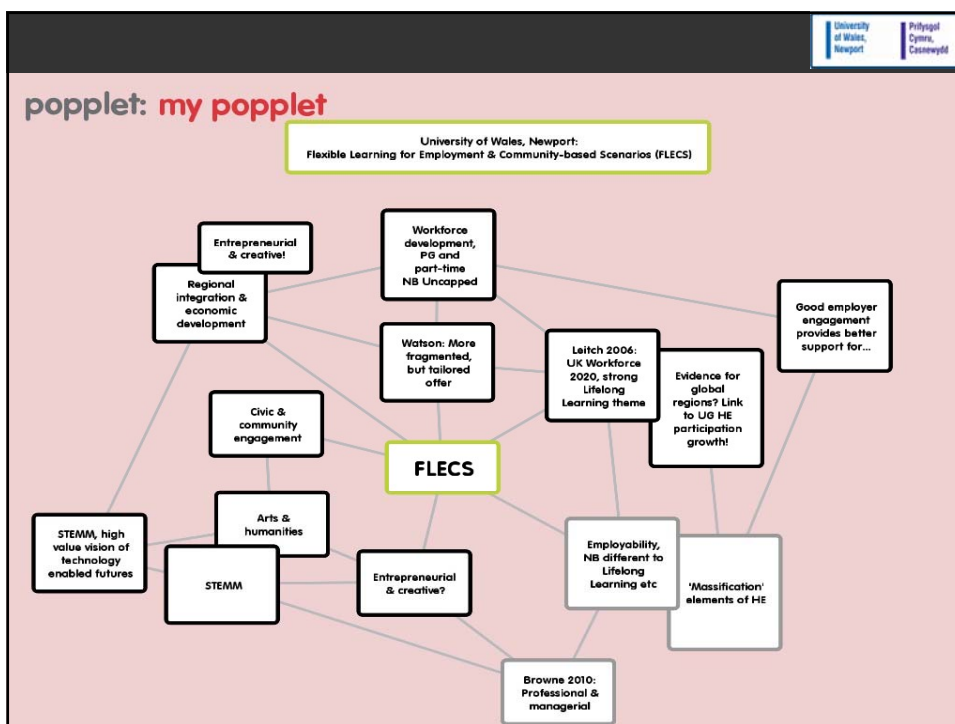 University
of Wales,
Newport
Prifysgol
Cymru,
Casnewydd
popplet: my popplet
University of Wales, Newport:
Flexible Learning for Employment & Community-based Scenarios (FLECS)
Entrepreneurial
& creative!
Regional
integration &
economic
development
Workforce
development,
PG and
part-time
NB Uncapped
Good employer
engagement
provides better
support for...
Watson: More
fragmented,
but tailored
offer
Leitch 2006:
UK Workforce
2020, strong
Lifelong
Learning theme
Evidence for
global
regions? Link
to UG HE
participation
growth!
Civic &
community
engagement
FLECS
STEMM, high
value vision of
technology
enabled futures
Arts &
humanities
STEMM
Entrepreneurial
& creative?
Employability,
NB different to
Lifelong
Learning etc
'Massification'
elements of HE
Browne 2010:
Professional &
managerial